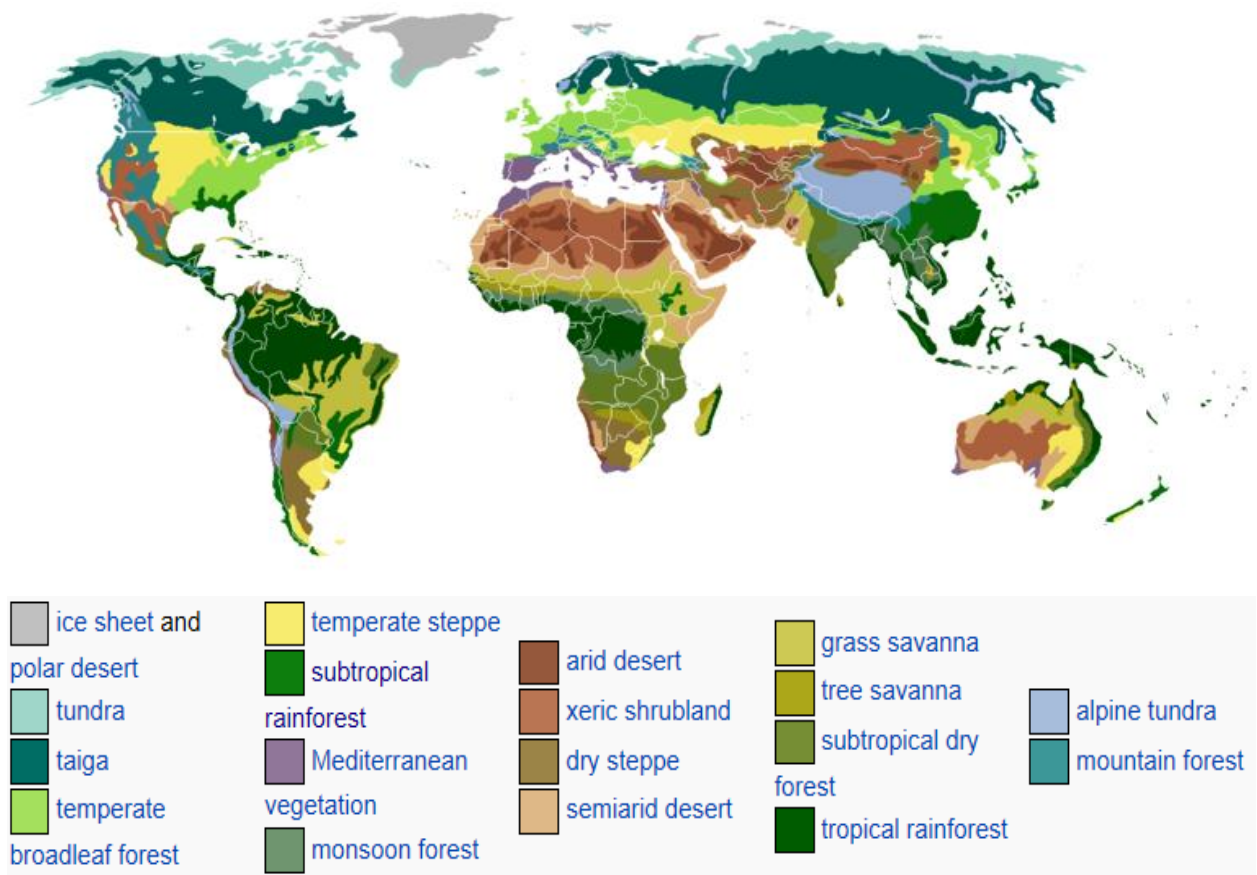 ice sheet and
polar desert
tundra
taiga
temperate
broadleaf forest
temperate steppe
subtropical
rainforest
Mediterranean
vegetation
monsoon forest
arid desert
xeric shrubland
dry steppe
semiarid desert
grass savanna
tree savanna
subtropical dry
forest
tropical rainforest
alpine tundra
mountain forest